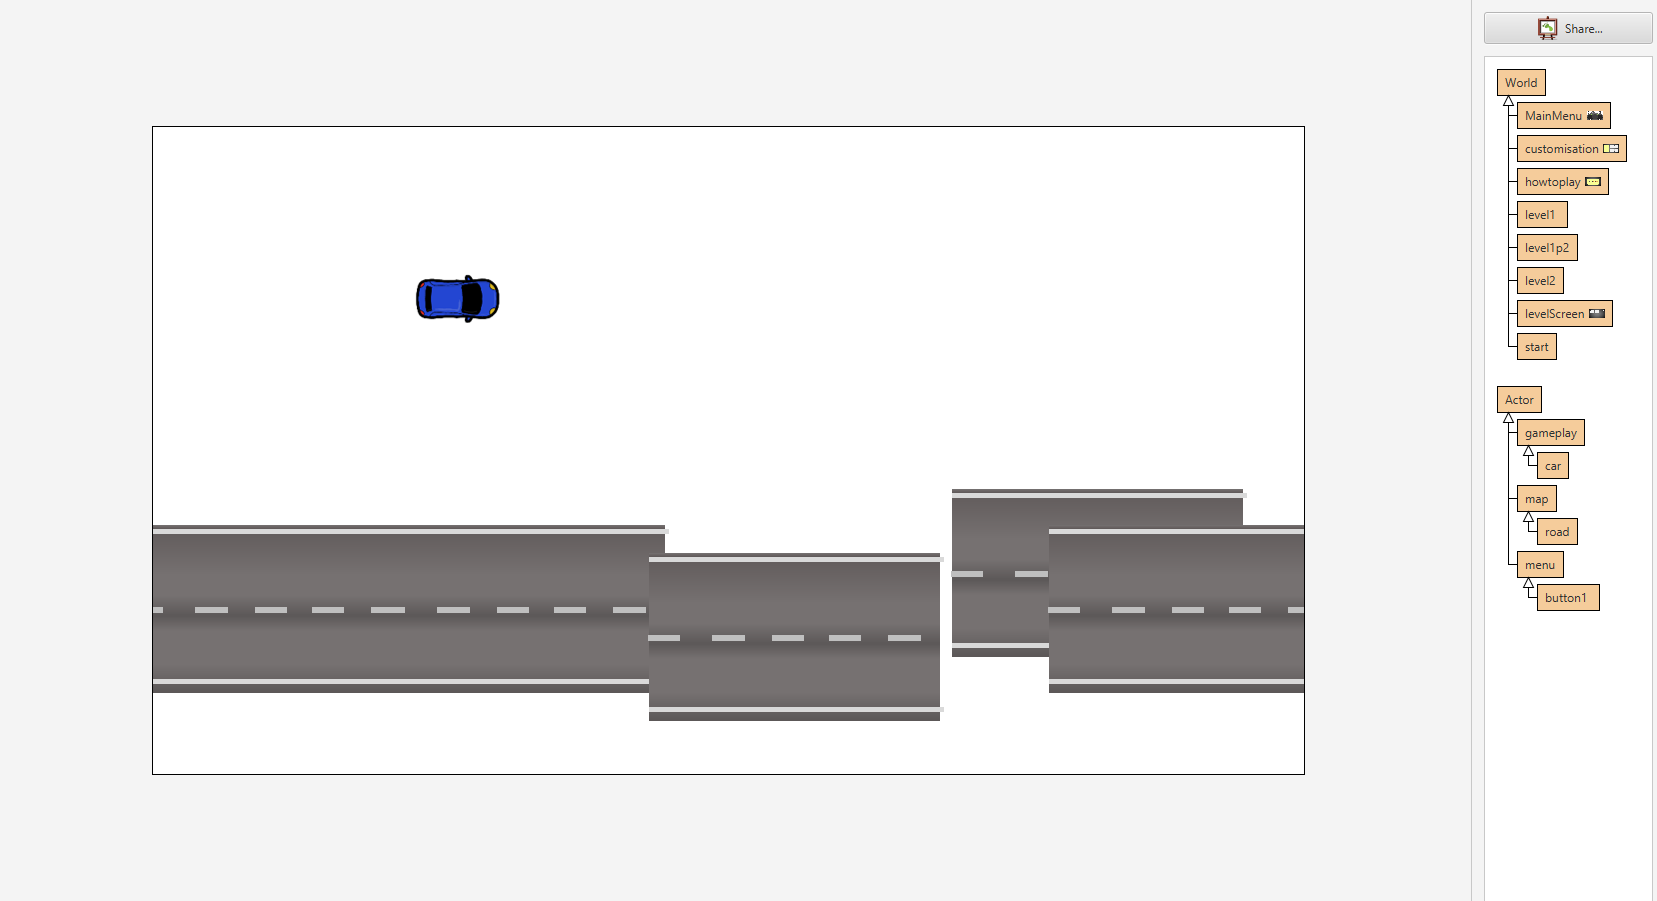 Share...
World
MainMenu
customisation
howtoplay
level1
level1p2
level2
levelScreen
start
Actor
gameplay
car
map
road
menu
button1